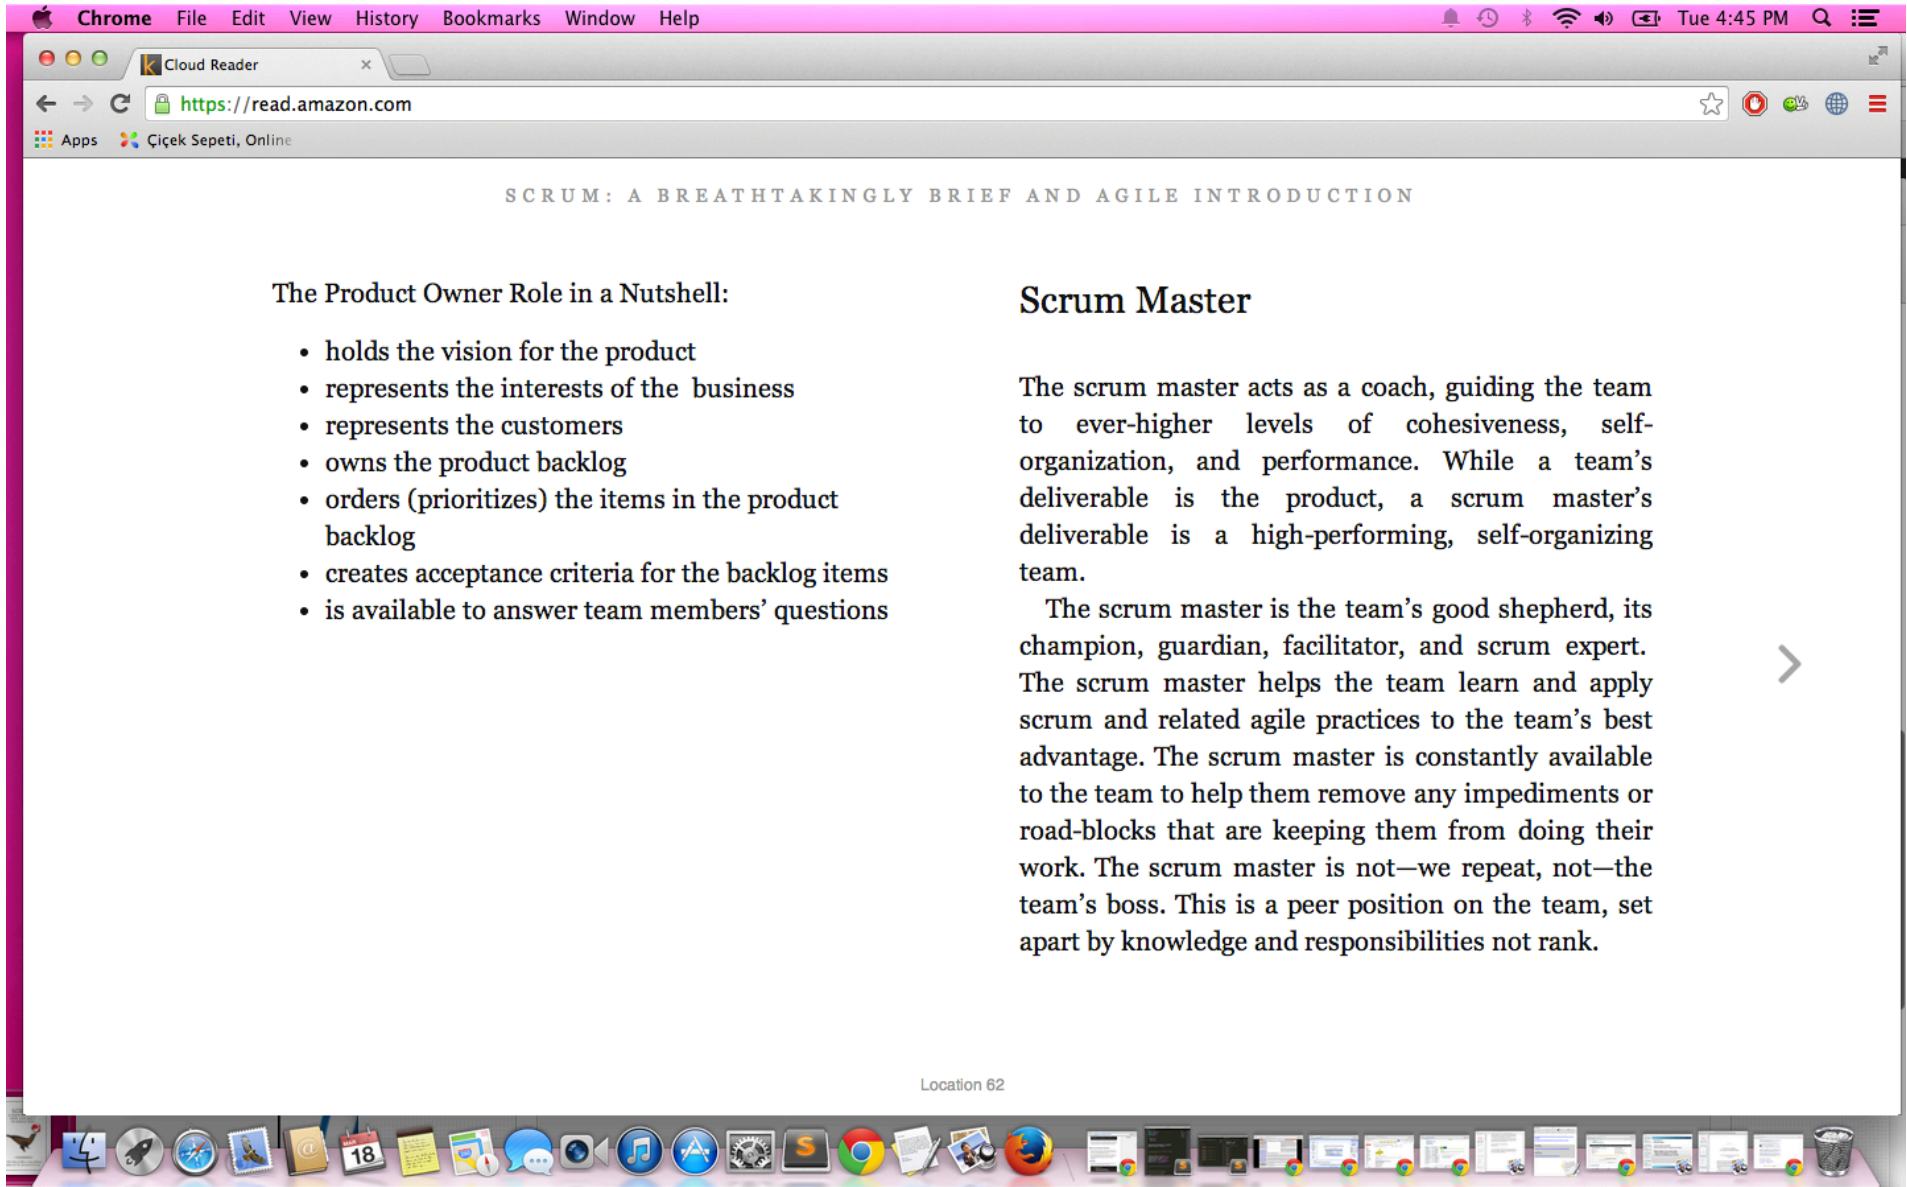 Chrome File Edit View History Bookmarks Window Help Tue 4:45 PM
Cloud Reader
https://read.amazon.com
Apps Çiçek Sepeti, Online
SCRUM: A BREATHTAKINGLY BRIEF AND AGILE INTRODUCTION
The Product Owner Role in a Nutshell:
• holds the vision for the product
• represents the interests of the business
• represents the customers
• owns the product backlog
• orders (prioritizes) the items in the product
backlog
• creates acceptance criteria for the backlog items
• is available to answer team members’ questions
Scrum Master
The scrum master acts as a coach, guiding the team
to ever-higher levels of cohesiveness, self-
organization, and performance. While a team’s
deliverable is the product, a scrum master’s
deliverable is a high-performing, self-organizing
team.
The scrum master is the team’s good shepherd, its
champion, guardian, facilitator, and scrum expert.
The scrum master helps the team learn and apply
scrum and related agile practices to the team’s best
advantage. The scrum master is constantly available
to the team to help them remove any impediments or
road-blocks that are keeping them from doing their
work. The scrum master is not—we repeat, not—the
team’s boss. This is a peer position on the team, set
apart by knowledge and responsibilities not rank.
Location 62
MAR
18